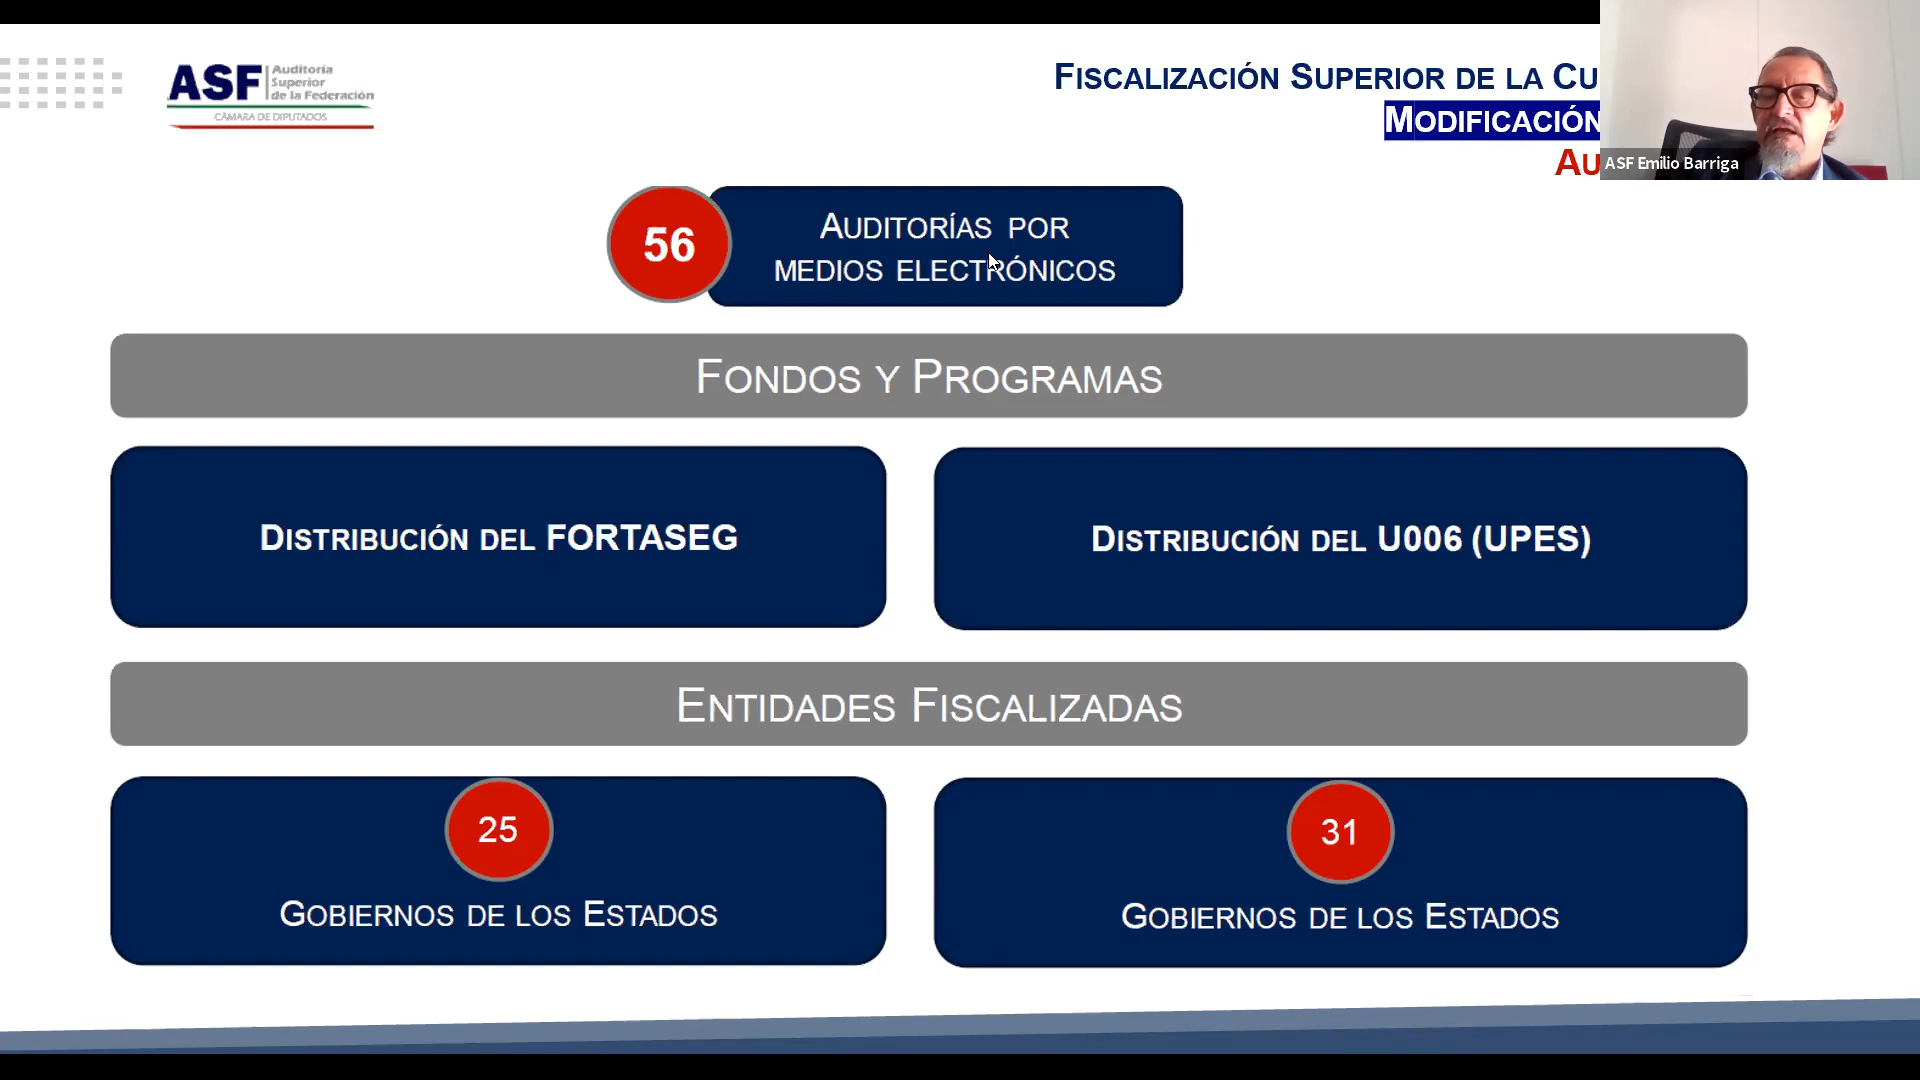 ASF
Auditoría
Superior
de la Federación
CÁMARA DE DIPUTADOS
FISCALIZACIÓN SUPERIOR DE LA CU
MODIFICACIÓN
AU
ASF Emilio Barriga
56
AUDITORÍAS POR
MEDIOS ELECTRÓNICOS
FONDOS Y PROGRAMAS
DISTRIBUCIÓN DEL FORTASEG
DISTRIBUCIÓN DEL U006 (UPES)
ENTIDADES FISCALIZADAS
25
GOBIERNOS DE LOS ESTADOS
31
GOBIERNOS DE LOS ESTADOS